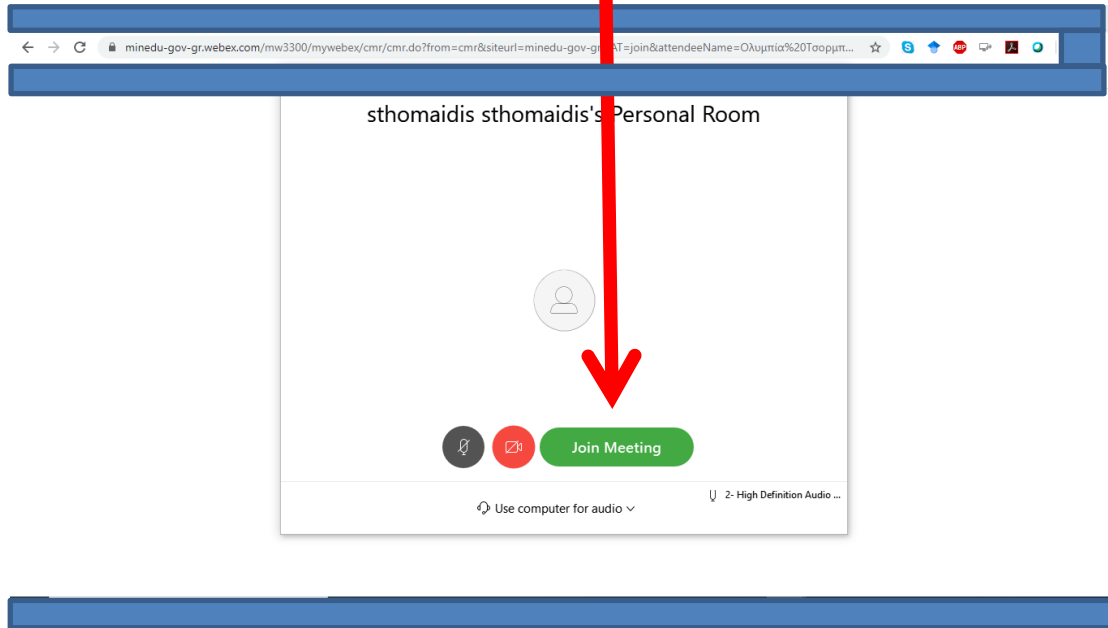 minedu-gov-gr.webex.com/mw3300/mywebex/cmr/cmr.do?from=cmr&siteurl=minedu-gov-gr AT=join&attendeeName=Ολυμπία%20Τσορμπ...
ABP
sthomaidis sthomaidis's Personal Room
Join Meeting
Use computer for audio
2- High Definition Audio ...